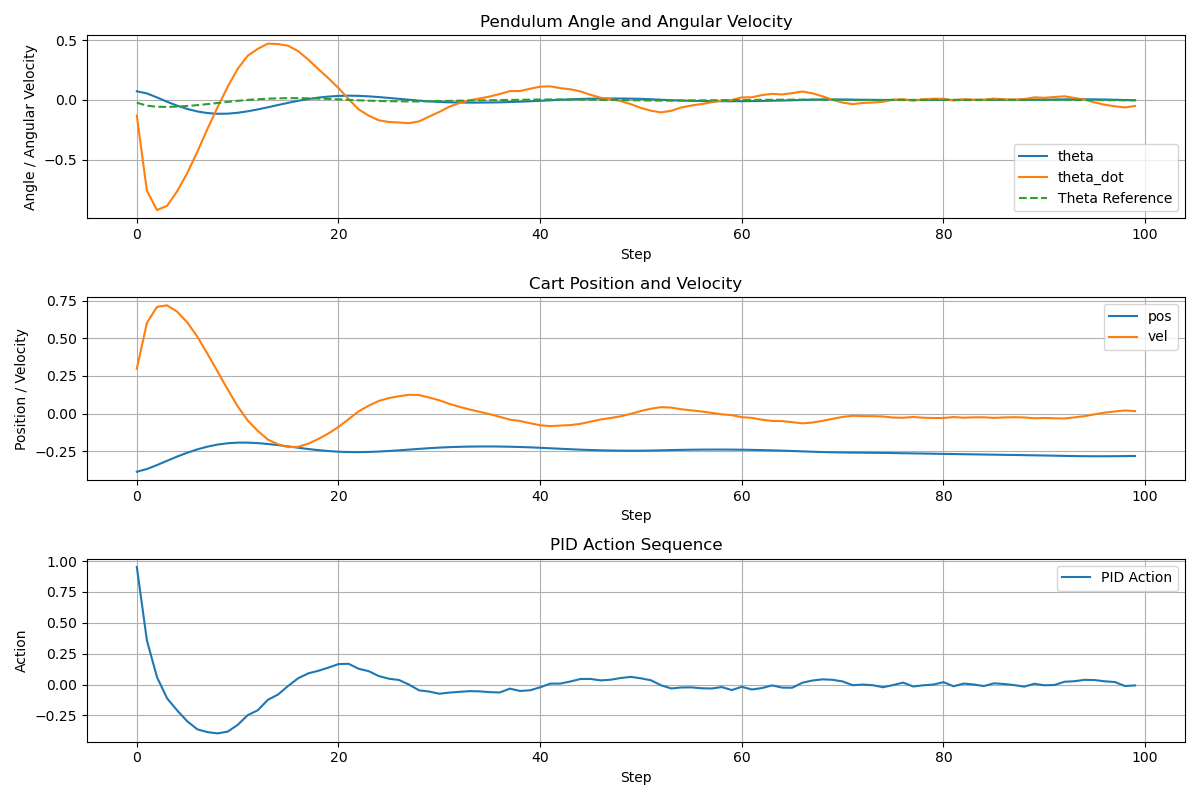 Pendulum Angle and Angular Velocity
Angle / Angular Velocity
0.5
0.0
−0.5
theta
theta_dot
Theta Reference
0 20 40 60 80 100
Step
Cart Position and Velocity
Position / Velocity
0.75
0.50
0.25
0.00
−0.25
pos
vel
0 20 40 60 80 100
Step
PID Action Sequence
Action
1.00
0.75
0.50
0.25
0.00
−0.25
PID Action
0 20 40 60 80 100
Step